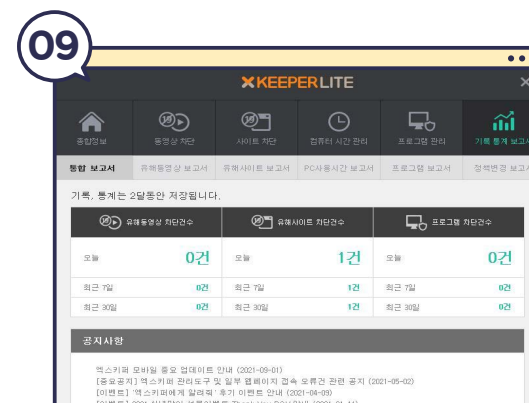 09
XKEEPER LITE
종합정보 동영상 차단 사이트 차단 컴퓨터 시간 관리 프로그램 관리 기록 통계 보고서
통합 보고서 유해동영상 보고서 유해사이트 보고서 PC사용시간 보고서 프로그램 보고서 정책변경 보고
기록, 통계는 2달동안 저장됩니다.
유해동영상 차단건수 유해사이트 차단건수 프로그램 차단건수
오늘 0건 오늘 1건 오늘 0건
최근 7일 0건 최근 7일 1건 최근 7일 0건
최근 30일 0건 최근 30일 1건 최근 30일 0건
공지사항
엑스키퍼 모바일 중요 업데이트 안내 (2021-09-01)
[중요공지] 엑스키퍼 관리도구 및 일부 웹페이지 접속 오류건 관련 공지 (2021-05-02)
[이벤트] '엑스키퍼에게 알려줘' 후기 이벤트 안내 (2021-04-09)